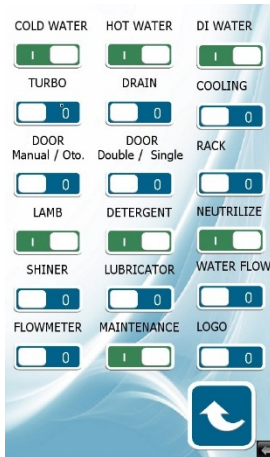 COLD WATER HOT WATER DI WATER
I I I
TURBO DRAIN COOLING
0 0 0
DOOR Manual / Oto. DOOR Double / Single RACK
0 0 0
LAMB DETERGENT NEUTRILIZE
I I I
SHINER LUBRICATOR WATER FLOW
0 0 0
FLOWMETER MAINTENANCE LOGO
0 I 0